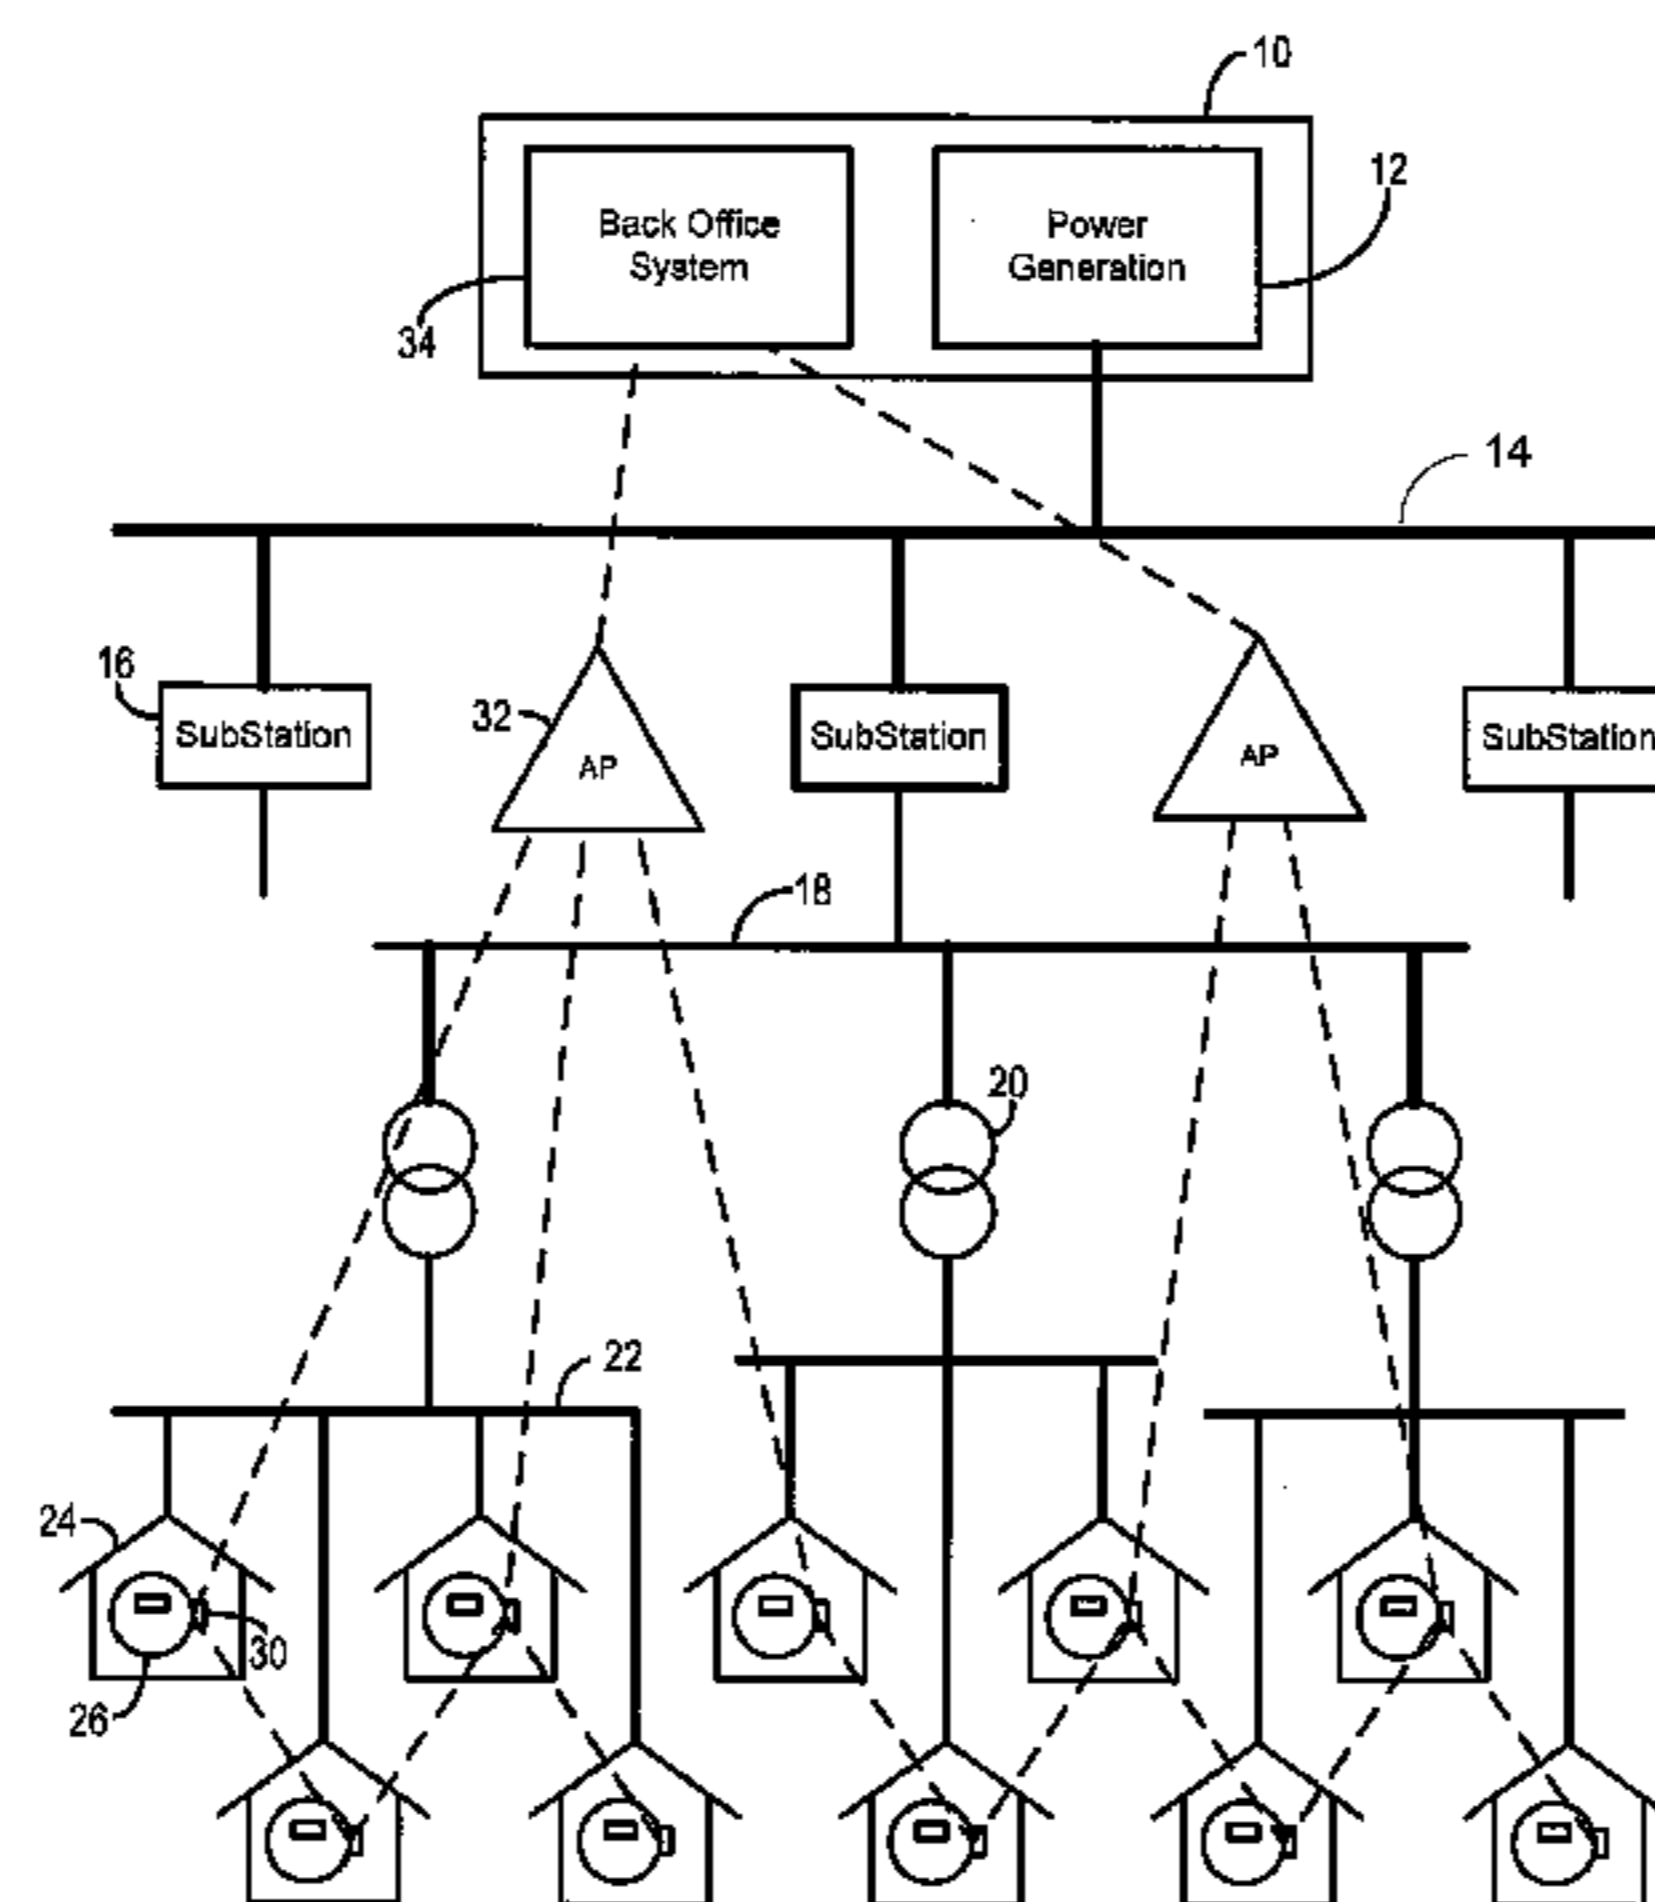 10
12
Back Office
System
Power
Generation
34
14
16
SubStation
32
AP
SubStation
AP
SubStation
18
20
22
24
30
26